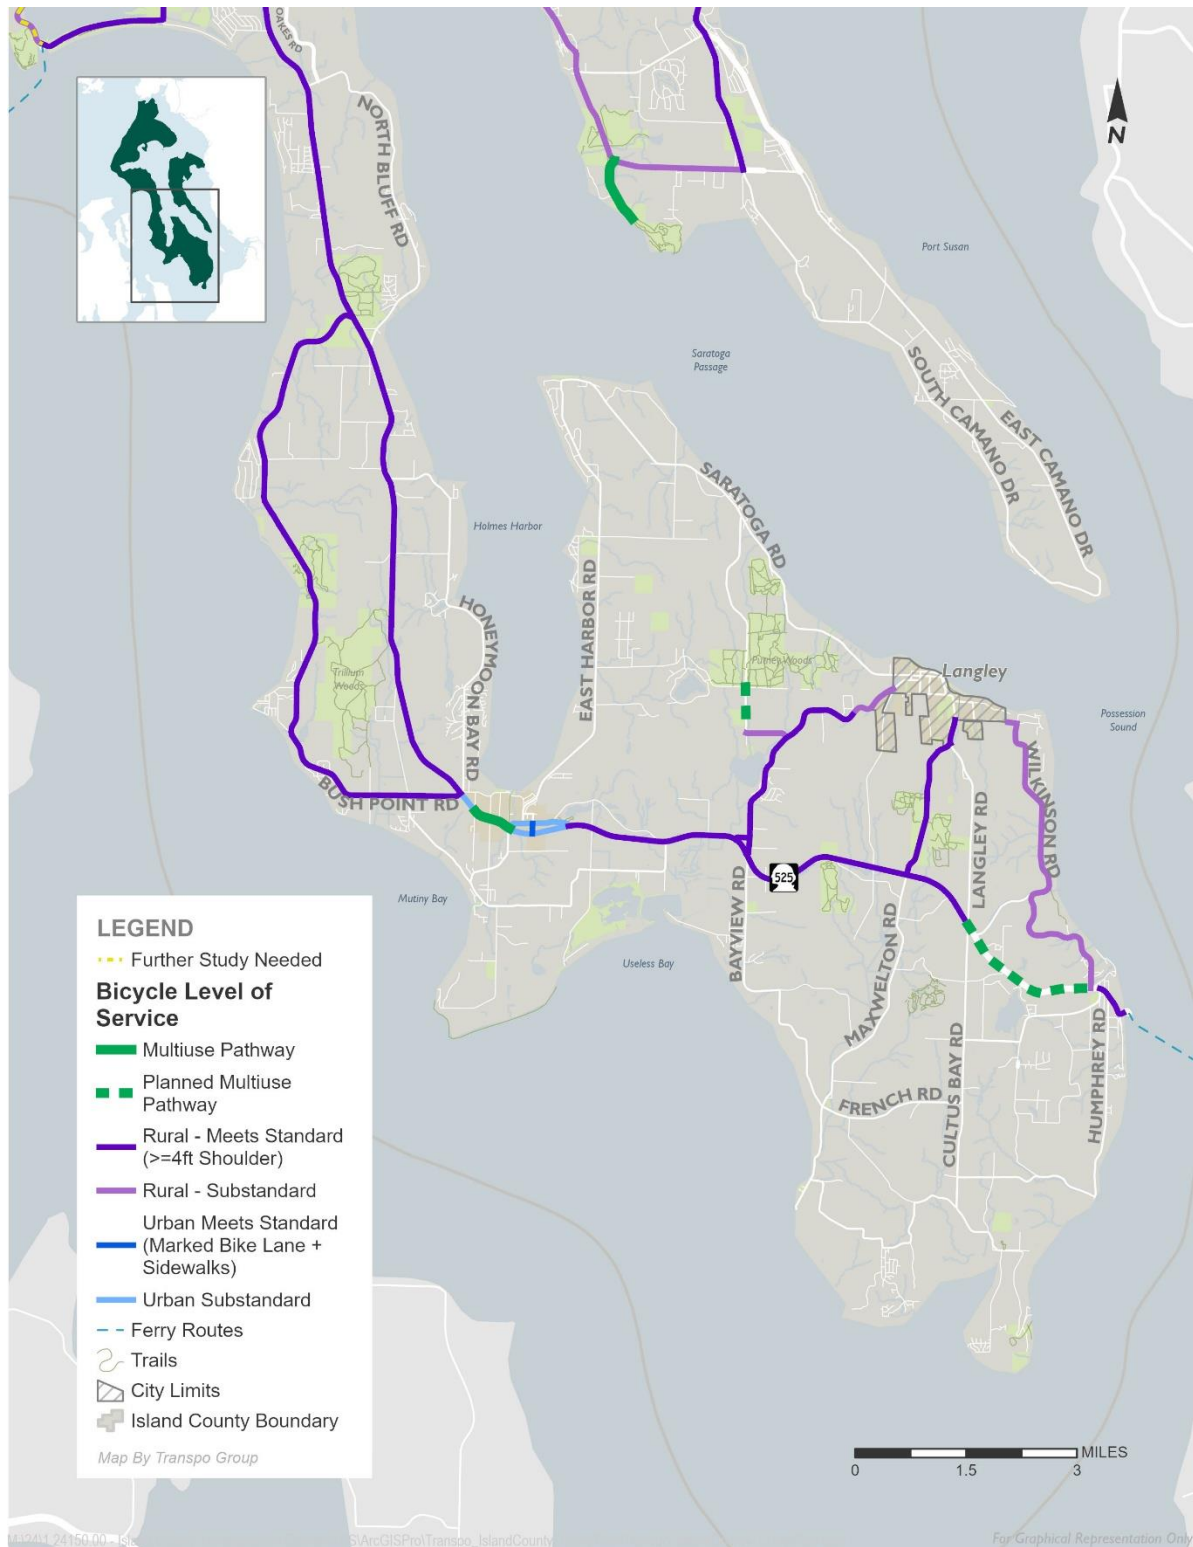 OAKES RD
NORTH BLUFF RD
N
Port Susan
Saratoga
Passage
SOUTH CAMANO DR
EAST CAMANO DR
SARATOGA RD
Holmes Harbor
HONEYMOON BAY RD
EAST HARBOR RD
Putney Woods
Langley
Trillium
Woods
Possession
Sound
WILKINSON RD
BUSH POINT RD
LANGLEY RD
525
Mutiny Bay
BAYVIEW RD
MAXWELTON RD
Useless Bay
CULTUS BAY RD
HUMPHREY RD
FRENCH RD
LEGEND
Further Study Needed
Bicycle Level of
Service
Multiuse Pathway
Planned Multiuse
Pathway
Rural - Meets Standard
(>=4ft Shoulder)
Rural - Substandard
Urban Meets Standard
(Marked Bike Lane +
Sidewalks)
Urban Substandard
Ferry Routes
Trails
City Limits
Island County Boundary
Map By Transpo Group
MILES
0 1.5 3
S\ArcGISPro\Transpo_IslandCounty
For Graphical Representation Only